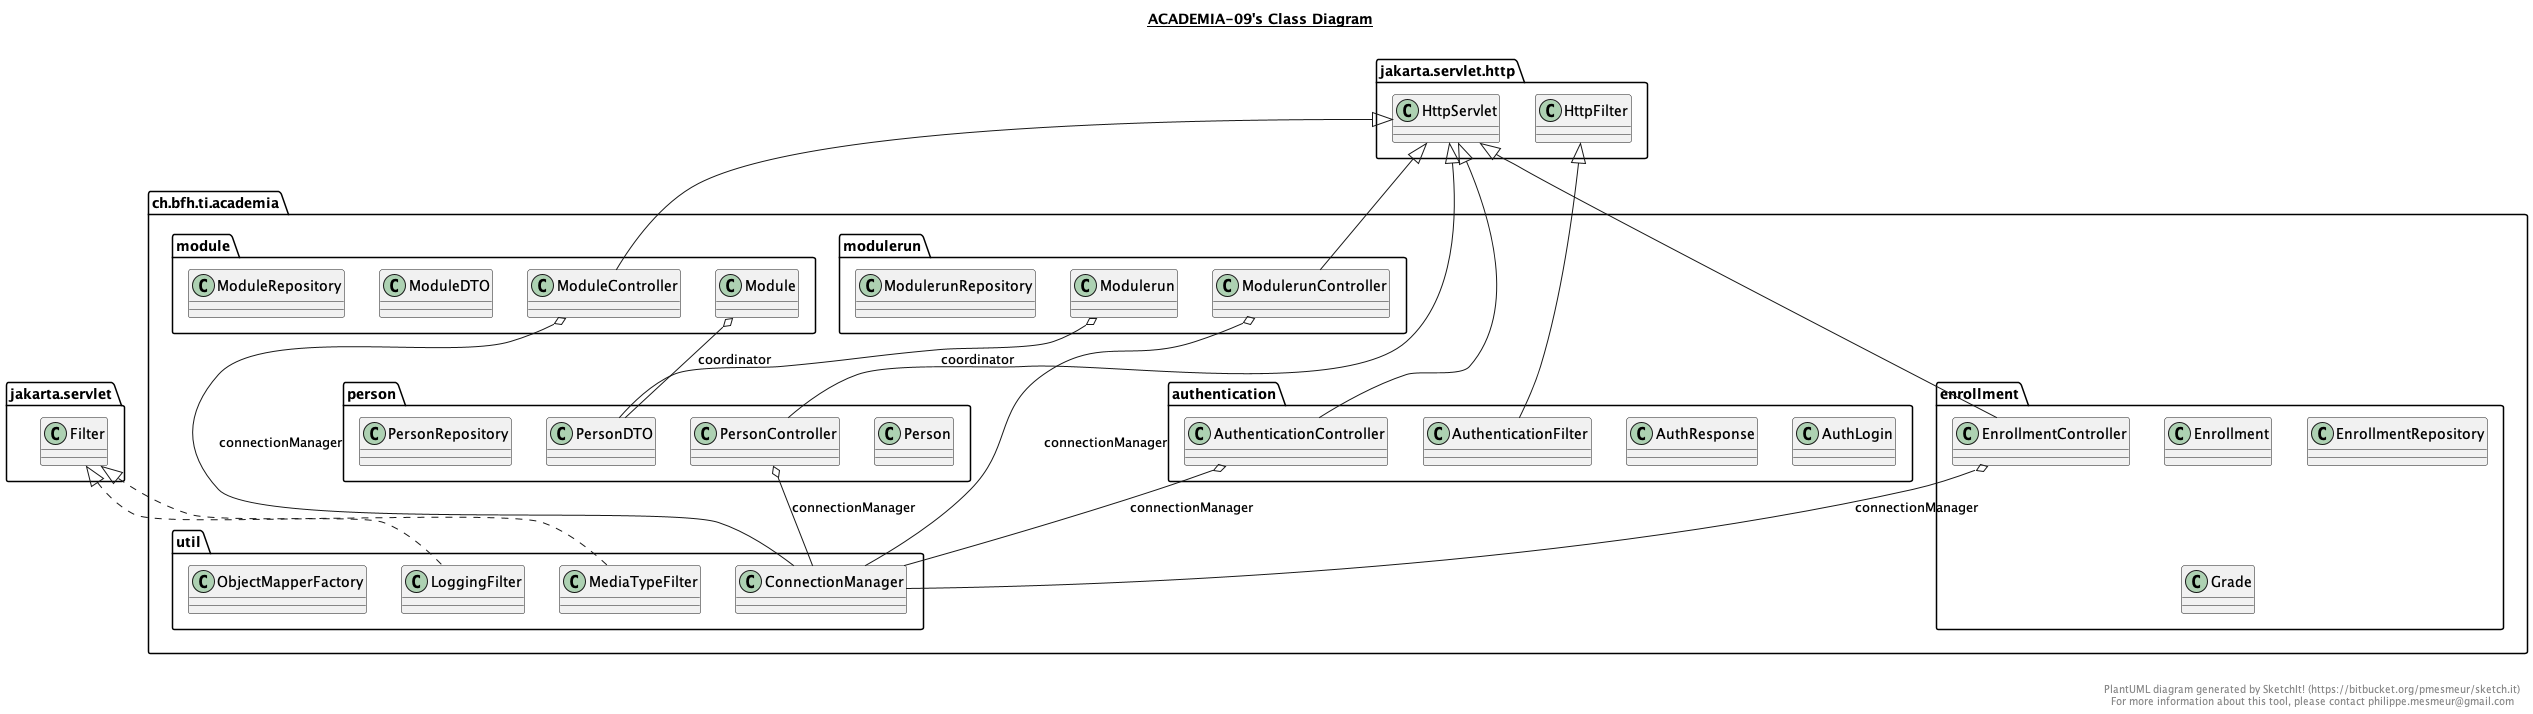 ACADEMIA-09's Class Diagram
jakarta.servlet.http
C HttpServlet
C HttpFilter
ch.bfh.ti.academia
module
C ModuleRepository
C ModuleDTO
C ModuleController
C Module
modulerun
C ModulerunRepository
C Modulerun
C ModulerunController
coordinator
coordinator
jakarta.servlet
C Filter
person
C PersonRepository
C PersonDTO
C PersonController
C Person
authentication
C AuthenticationController
C AuthenticationFilter
C AuthResponse
C AuthLogin
enrollment
C EnrollmentController
C Enrollment
C EnrollmentRepository
connectionManager
connectionManager
connectionManager
connectionManager
connectionManager
util
C ObjectMapperFactory
C LoggingFilter
C MediaTypeFilter
C ConnectionManager
C Grade
PlantUML diagram generated by SketchIt! (https://bitbucket.org/pmesmeur/sketch.it)
For more information about this tool, please contact philippe.mesmeur@gmail.com